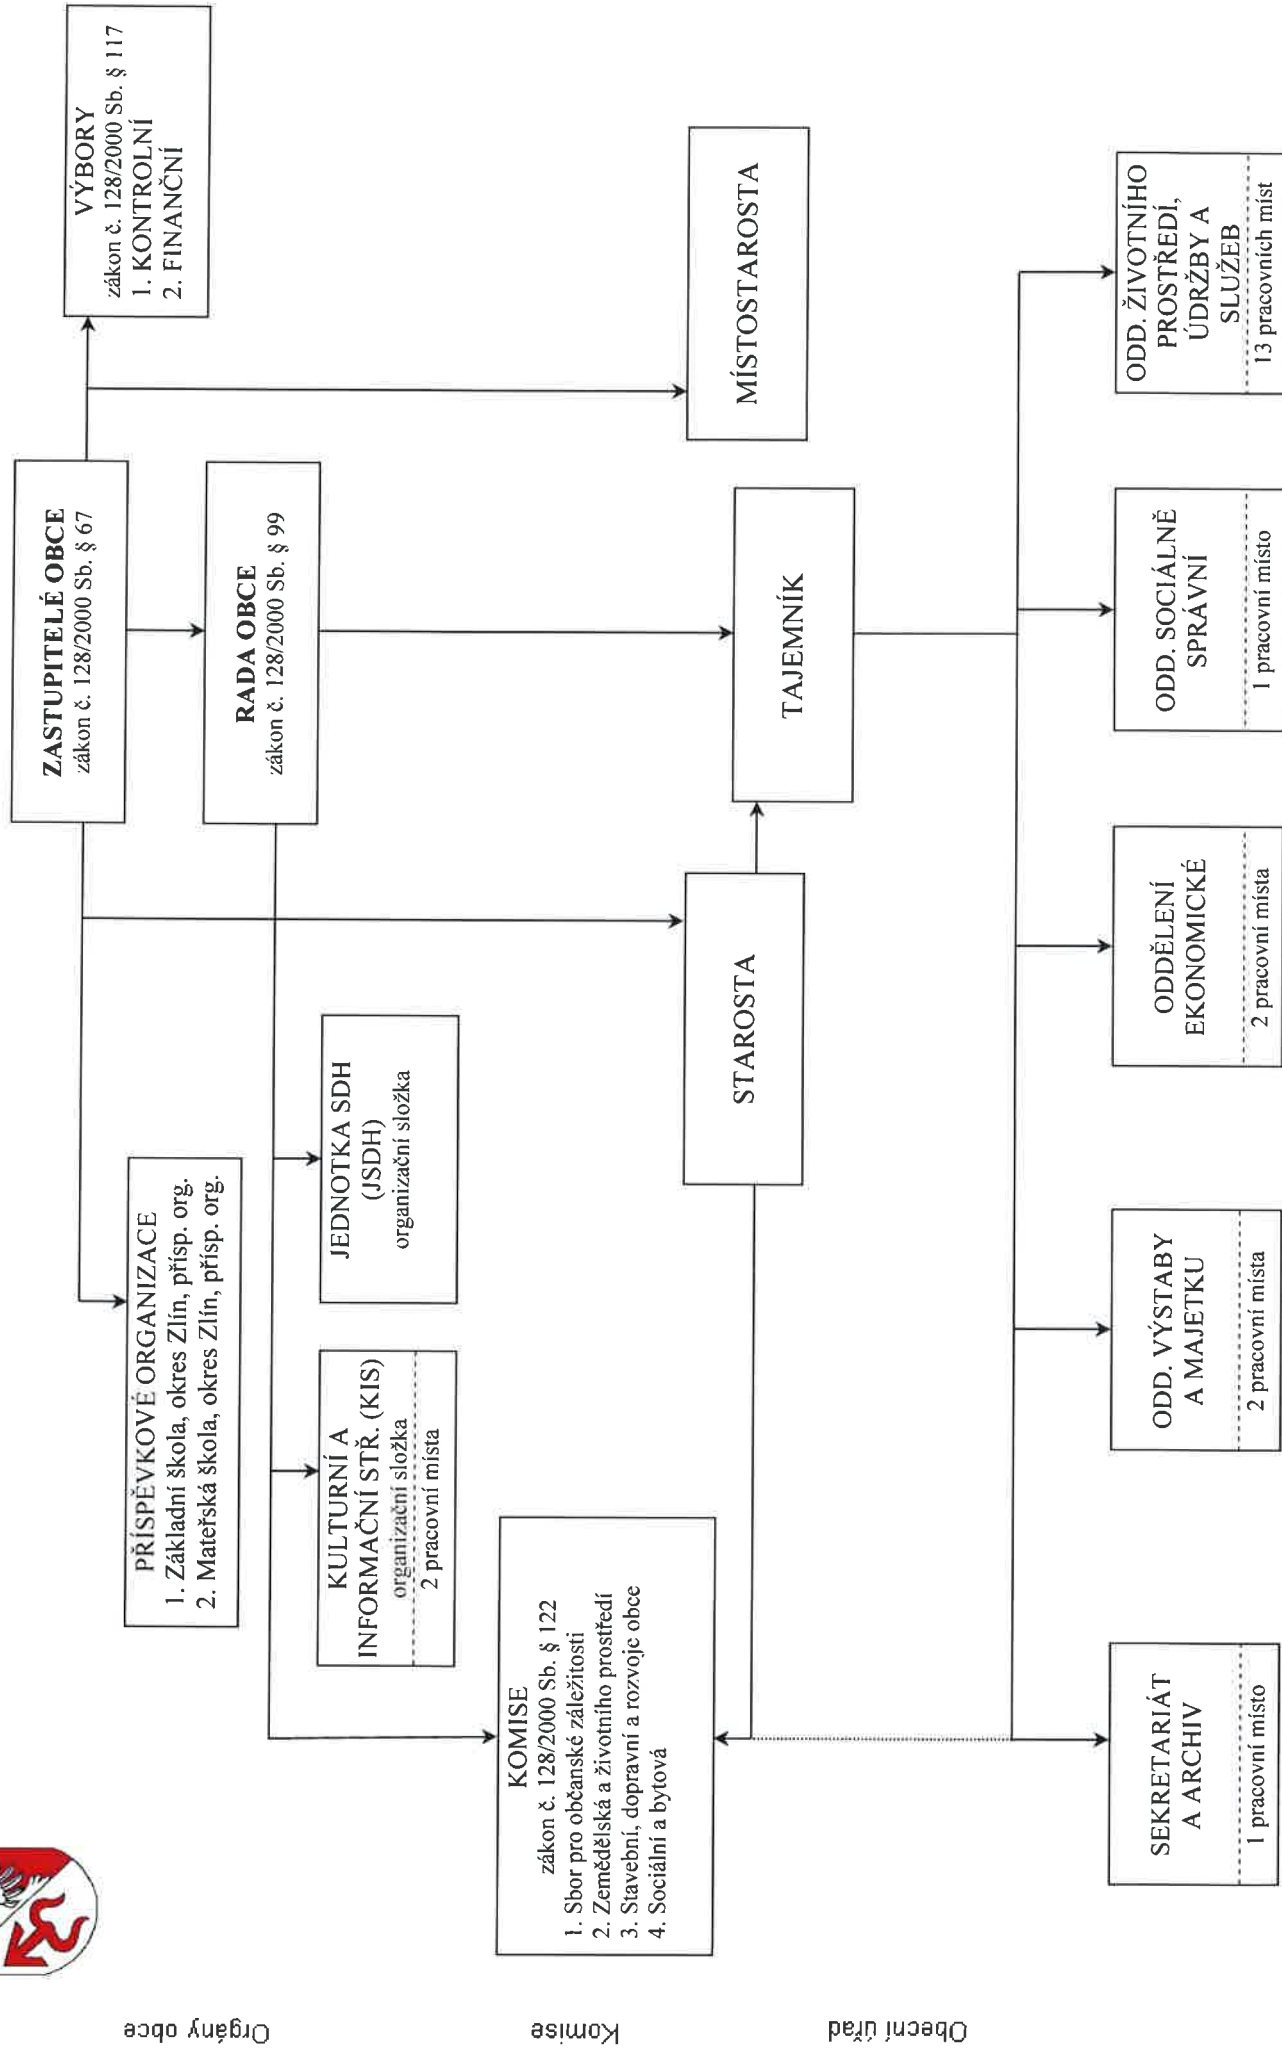 ZASTUPITELÉ OBCE
zákon č. 128/2000 Sb. § 67
VÝBORY
zákon č. 128/2000 Sb. § 117
1. KONTROLNÍ
2. FINANČNÍ
PŘÍSPĚVKOVÉ ORGANIZACE
1. Základní škola, okres Zlín, přísp. org.
2. Mateřská škola, okres Zlín, přísp. org.
RADA OBCE
zákon č. 128/2000 Sb. § 99
Orgány obce
KULTURNÍ A
INFORMAČNÍ STŘ. (KIS)
organizační složka
2 pracovní místa
JEDNOTKA SDH
(JSDH)
organizační složka
Komise
KOMISE
zákon č. 128/2000 Sb. § 122
1. Sbor pro občanské záležitosti
2. Zemědělská a životního prostředí
3. Stavební, dopravní a rozvoje obce
4. Sociální a bytová
STAROSTA
TAJEMNÍK
MÍSTOSTAROSTA
Obecní úřad
SEKRETARIÁT
A ARCHIV
1 pracovní místo
ODD. VÝSTABY
A MAJETKU
2 pracovní místa
ODDĚLENÍ
EKONOMICKÉ
2 pracovní místa
ODD. SOCIÁLNĚ
SPRÁVNÍ
1 pracovní místo
ODD. ŽIVOTNÍHO
PROSTŘEDÍ,
ÚDRŽBY A
SLUŽEB
13 pracovních míst